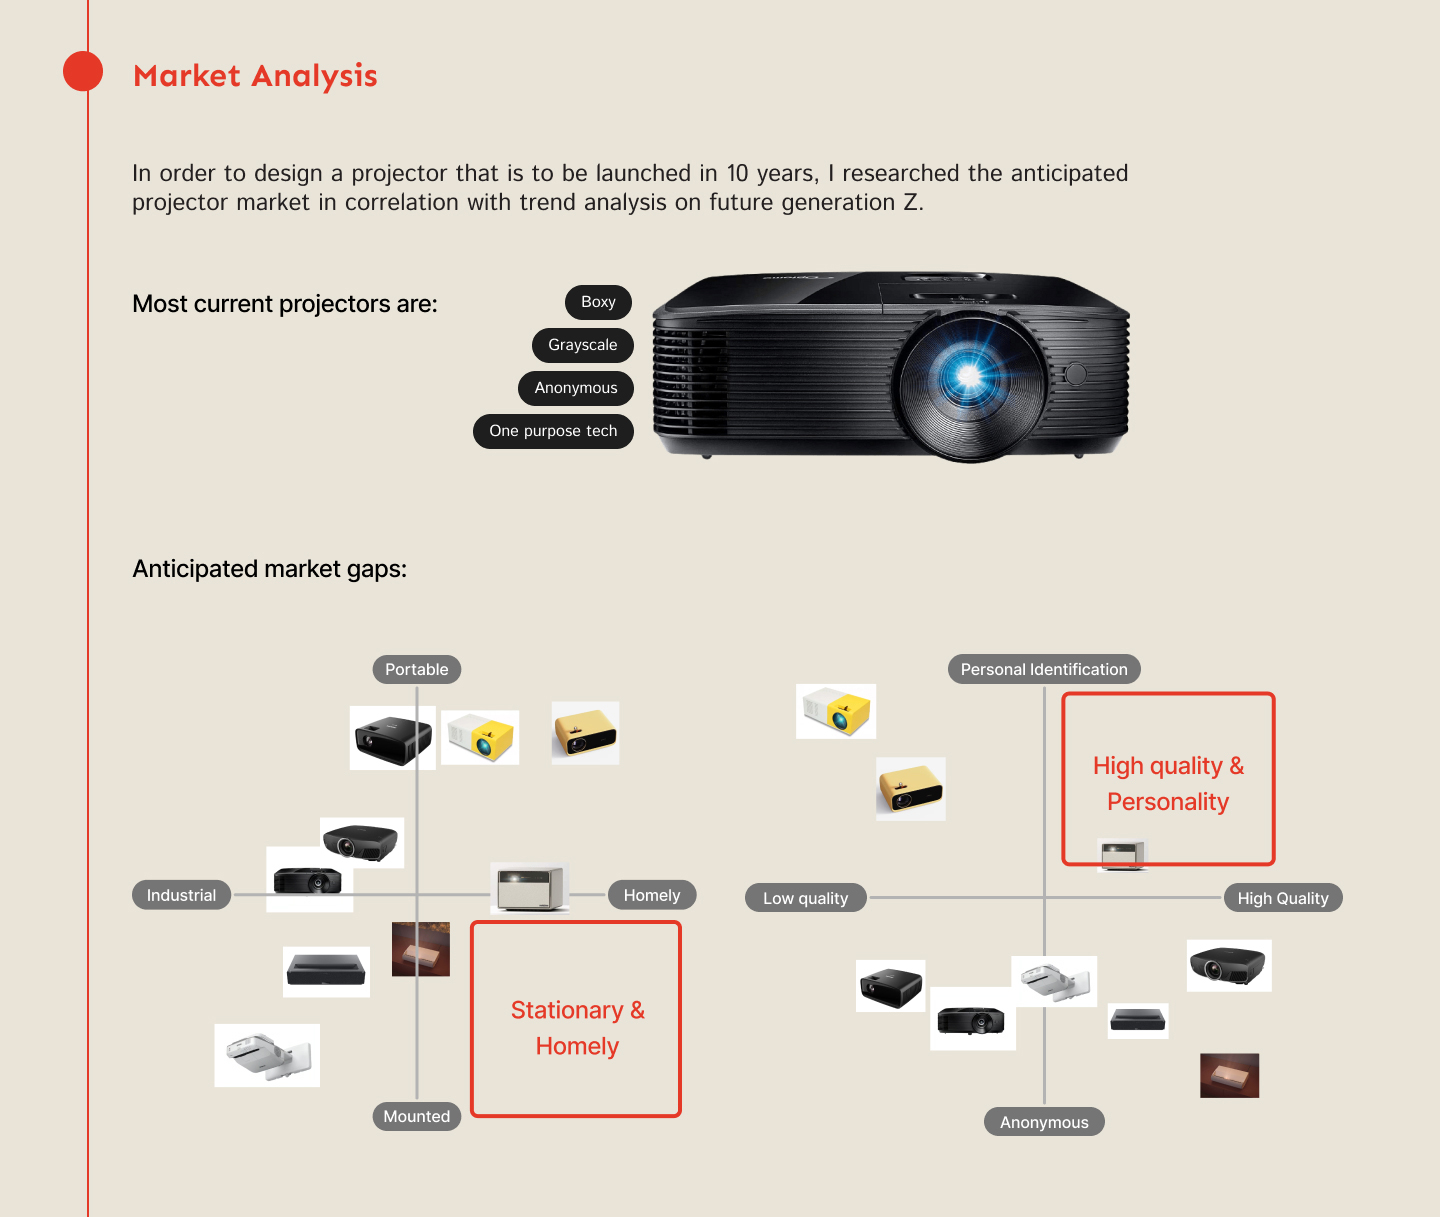 Market Analysis
In order to design a projector that is to be launched in 10 years, I researched the anticipated
projector market in correlation with trend analysis on future generation Z.
Most current projectors are:
Boxy
Grayscale
Anonymous
One purpose tech
Anticipated market gaps:
Portable
Industrial
Homely
Stationary &
Homely
Mounted
Personal Identification
High quality &
Personality
Low quality
High Quality
Anonymous